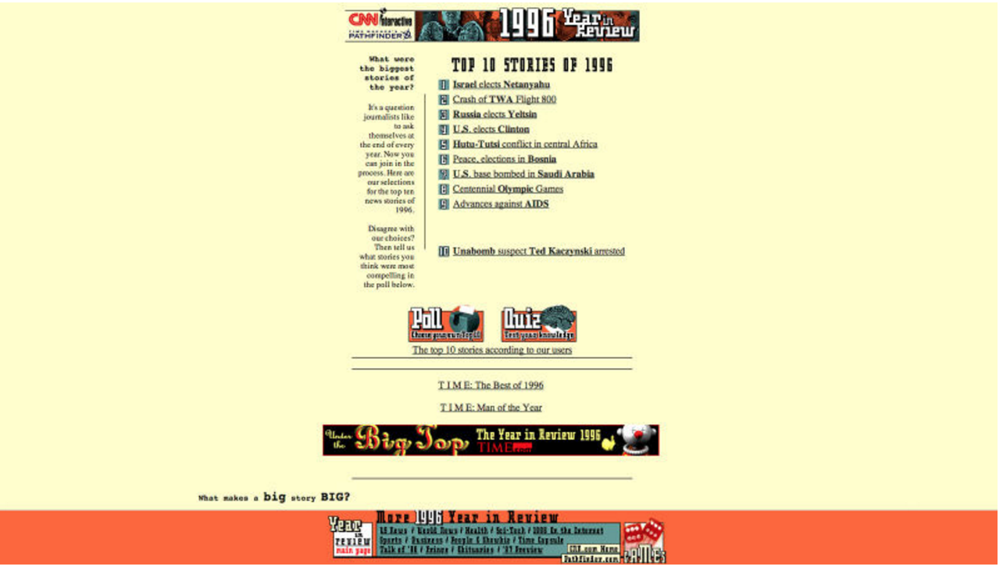 CNN Interactive
TIME WARNER'S
PATHFINDER
1996 Year in Review
What were
the biggest
stories of
the year?
It's a question
journalists like
to ask
themselves at
the end of every
year. Now you
can join in the
process. Here are
our selections
for the top ten
news stories of
1996.
Disagree with
our choices?
Then tell us
what stories you
think were most
compelling in
the poll below.
TOP 10 STORIES OF 1996
1 Israel elects Netanyahu
2 Crash of TWA Flight 800
3 Russia elects Yeltsin
4 U.S. elects Clinton
5 Hutu-Tutsi conflict in central Africa
6 Peace, elections in Bosnia
7 U.S. base bombed in Saudi Arabia
8 Centennial Olympic Games
9 Advances against AIDS
10 Unabomb suspect Ted Kaczynski arrested
Poll
Choose your own Top 10
Quiz
Test your knowledge
The top 10 stories according to our users
T I M E: The Best of 1996
T I M E: Man of the Year
Under the Big Top The Year in Review 1996
TIME.com
What makes a big story BIG?
Year in review main page
More 1996 Year in Review
US News / World News / Health / Sci-Tech / 2000 On the Internet
Sports / Business / People & Showbiz / Time Capsule
Talk of '96 / Fringe / Obituaries / '97 Preview
CNN.com Home
Pathfinder.com
GAMES